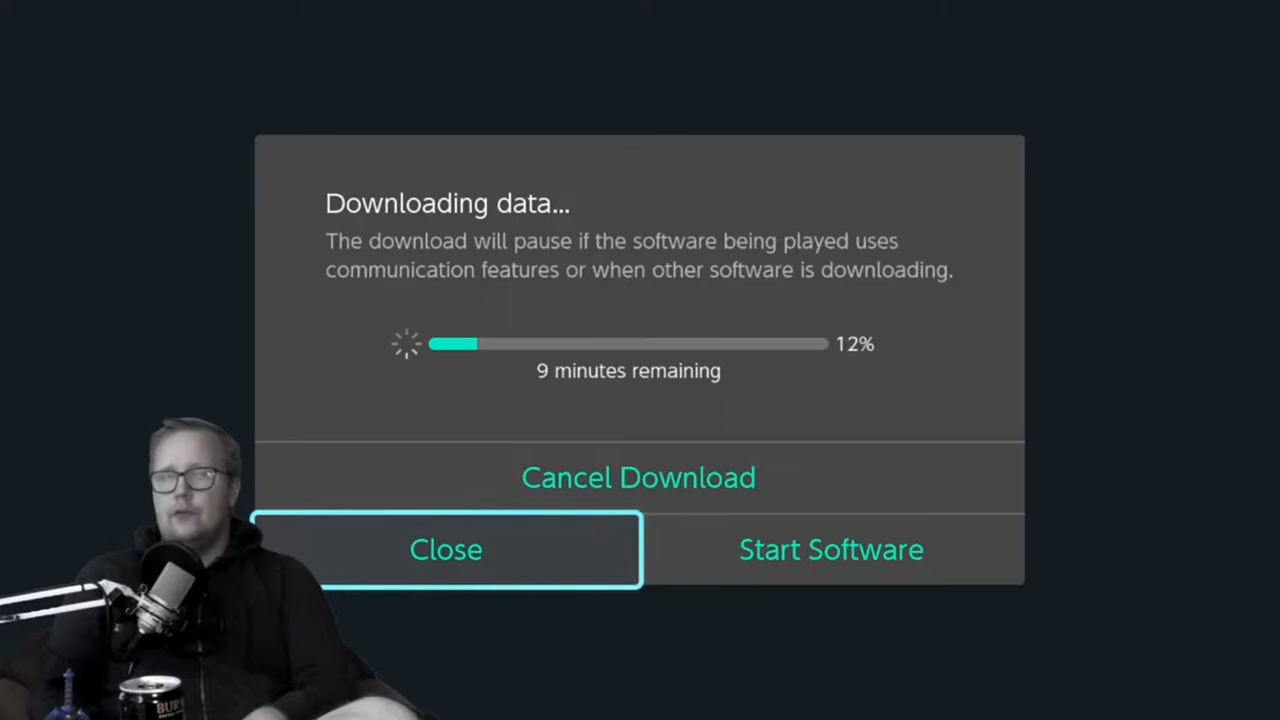 Downloading data...
The download will pause if the software being played uses
communication features or when other software is downloading.
12%
9 minutes remaining
Cancel Download
Close
Start Software
BUR